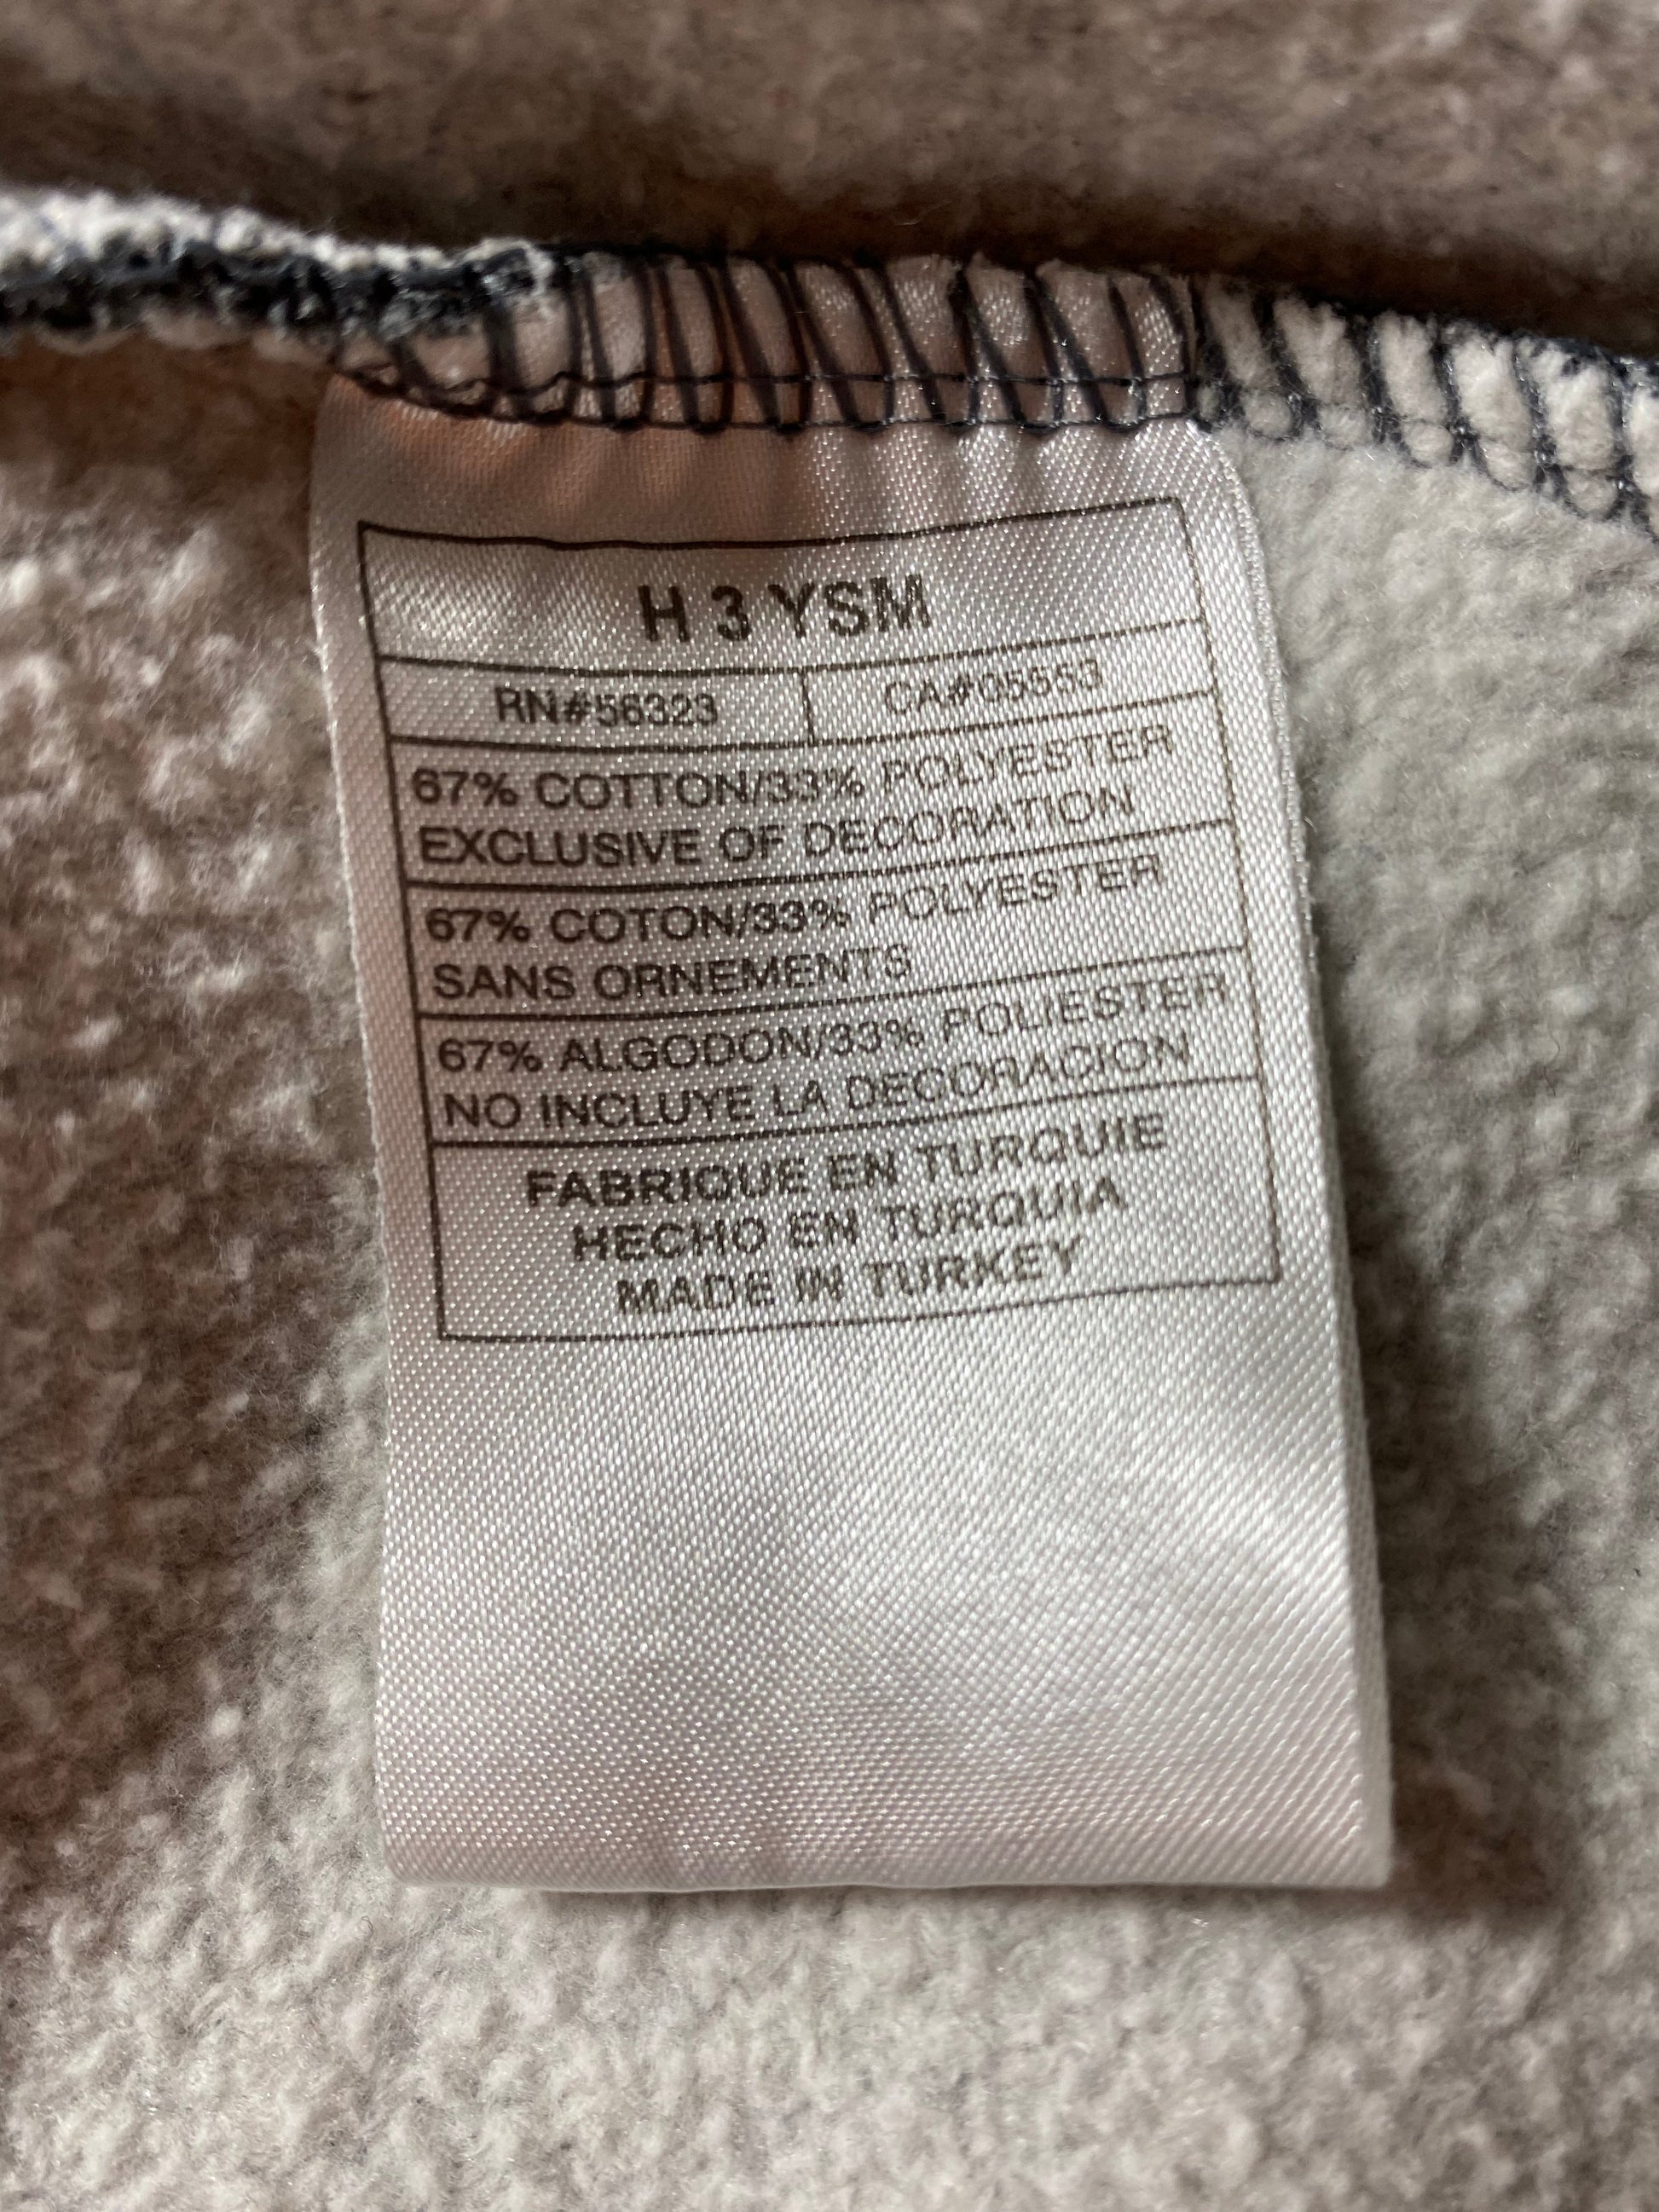 H 3 YSM
RN#56323 CA#05553
67% COTTON/33% POLYESTER
EXCLUSIVE OF DECORATION
67% COTON/33% POLYESTER
SANS ORNEMENTS
67% ALGODON/33% POLIESTER
NO INCLUYE LA DECORACION
FABRIQUE EN TURQUIE
HECHO EN TURQUIA
MADE IN TURKEY